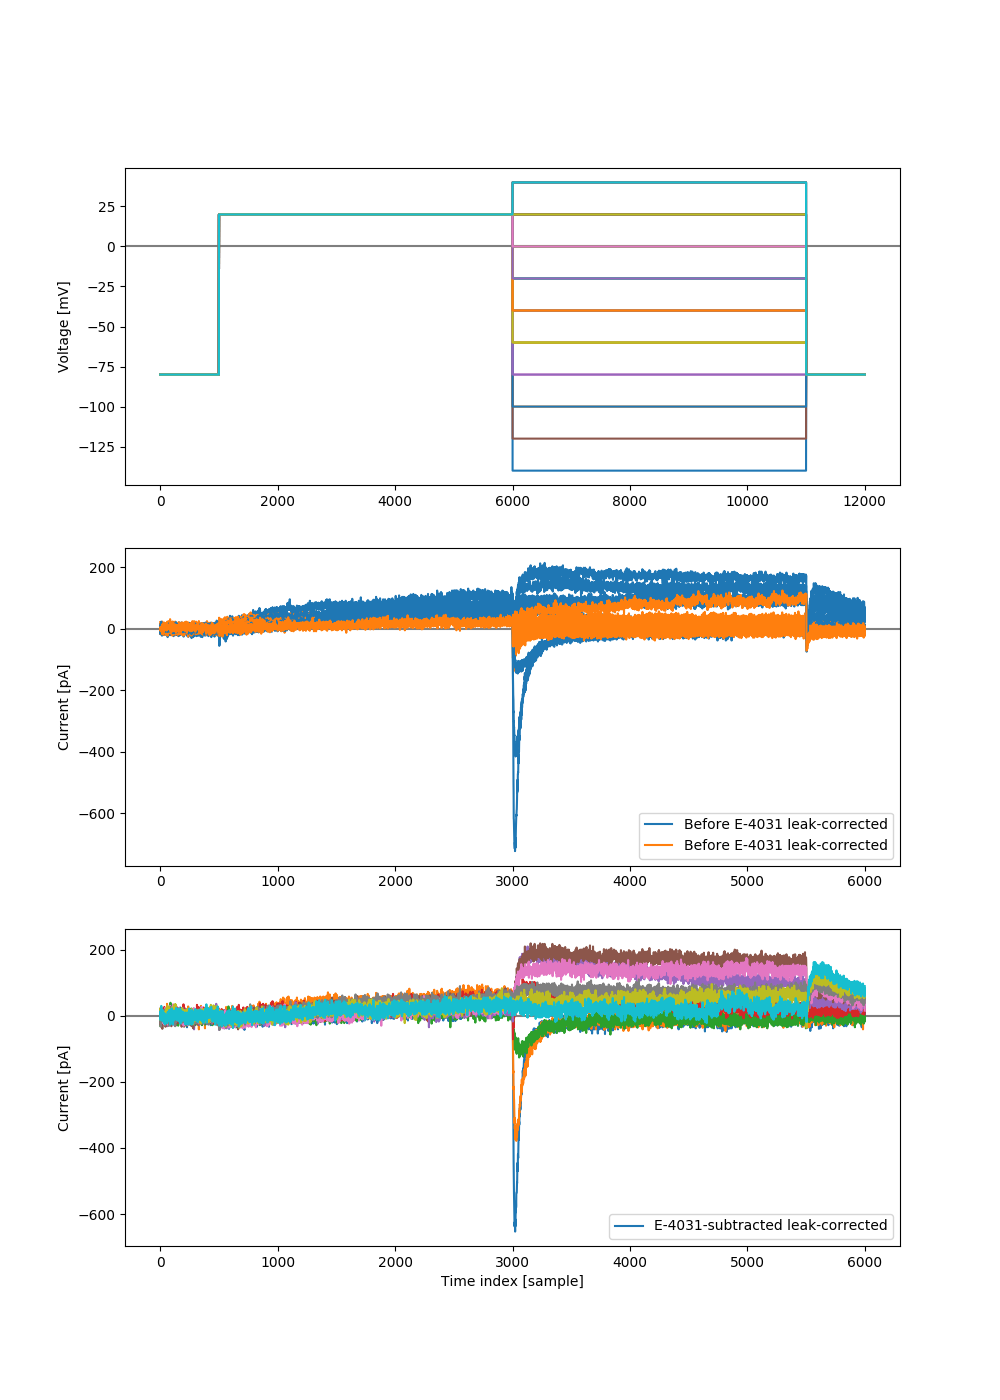 25
0
−25
−50
−75
−100
−125
Voltage [mV]
0 2000 4000 6000 8000 10000 12000
200
0
−200
−400
−600
Current [pA]
Before E-4031 leak-corrected
Before E-4031 leak-corrected
0 1000 2000 3000 4000 5000 6000
200
0
−200
−400
−600
Current [pA]
E-4031-subtracted leak-corrected
0 1000 2000 3000 4000 5000 6000
Time index [sample]